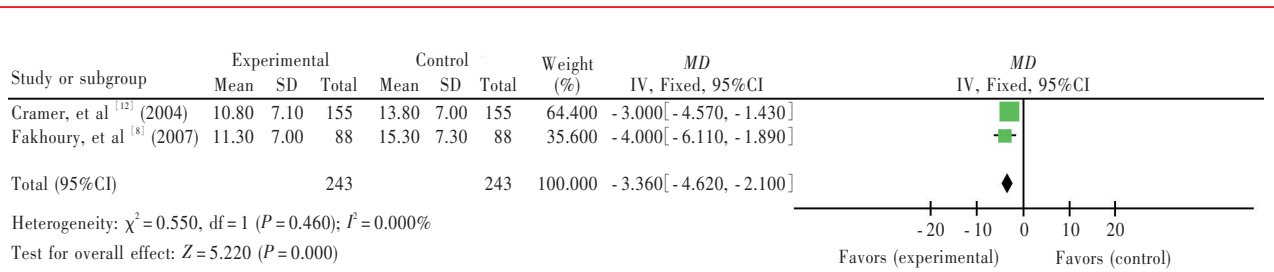 Experimental Control Weight MD MD
Study or subgroup Mean SD Total Mean SD Total (%) IV, Fixed, 95%CI IV, Fixed, 95%CI
Cramer, et al [12] (2004) 10.80 7.10 155 13.80 7.00 155 64.400 -3.000[-4.570, -1.430]
Fakhoury, et al [8] (2007) 11.30 7.00 88 15.30 7.30 88 35.600 -4.000[-6.110, -1.890]
Total (95%CI) 243 243 100.000 -3.360[-4.620, -2.100]
Heterogeneity: χ² = 0.550, df = 1 (P = 0.460); I² = 0.000%
Test for overall effect: Z = 5.220 (P = 0.000)
-20 -10 0 10 20
Favors (experimental) Favors (control)